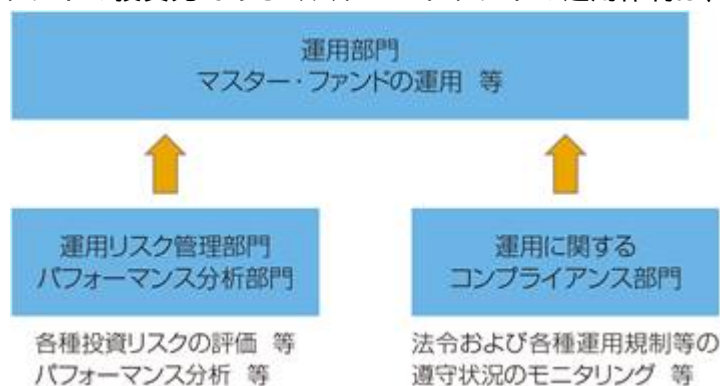 運用部門
マスター・ファンドの運用 等
運用リスク管理部門
パフォーマンス分析部門
運用に関する
コンプライアンス部門
各種投資リスクの評価 等
パフォーマンス分析 等
法令および各種運用規制等の
遵守状況のモニタリング 等